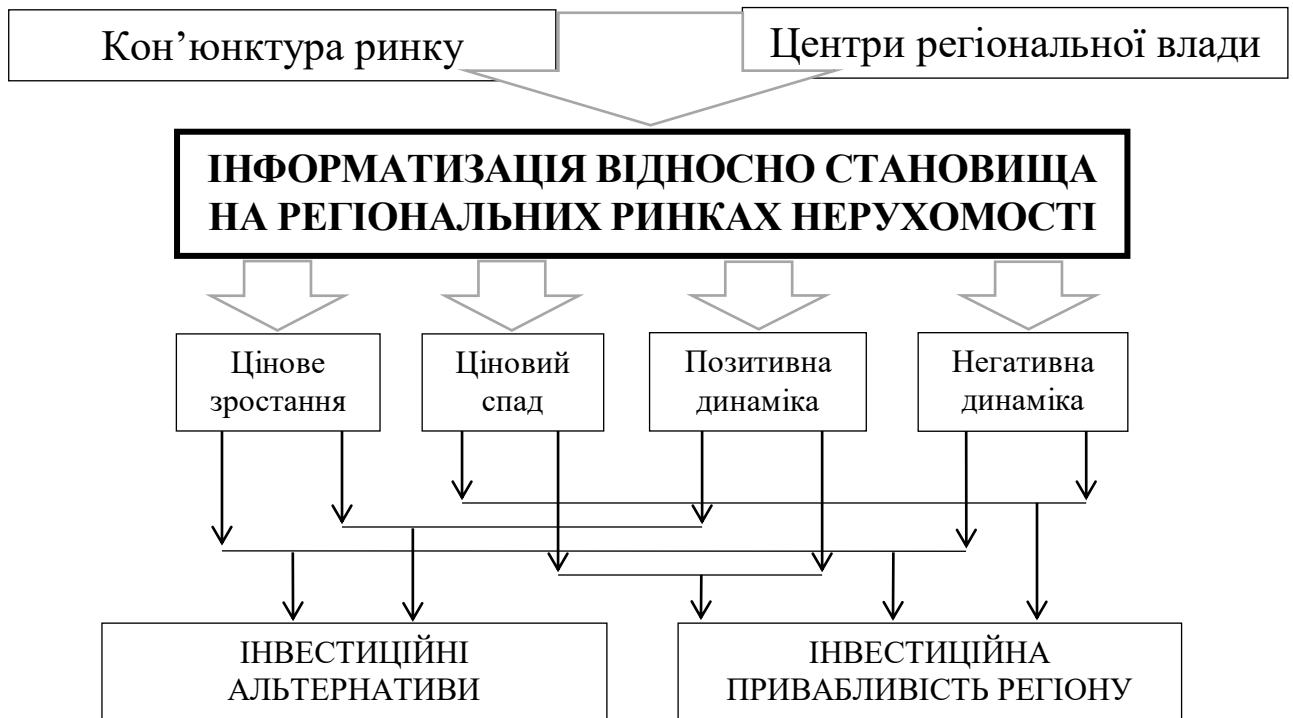 Кон’юнктура ринку
Центри регіональної влади
ІНФОРМАТИЗАЦІЯ ВІДНОСНО СТАНОВИЩА
НА РЕГІОНАЛЬНИХ РИНКАХ НЕРУХОМОСТІ
Цінове
зростання
Ціновий
спад
Позитивна
динаміка
Негативна
динаміка
ІНВЕСТИЦІЙНІ
АЛЬТЕРНАТИВИ
ІНВЕСТИЦІЙНА
ПРИВАБЛИВІСТЬ РЕГІОНУ